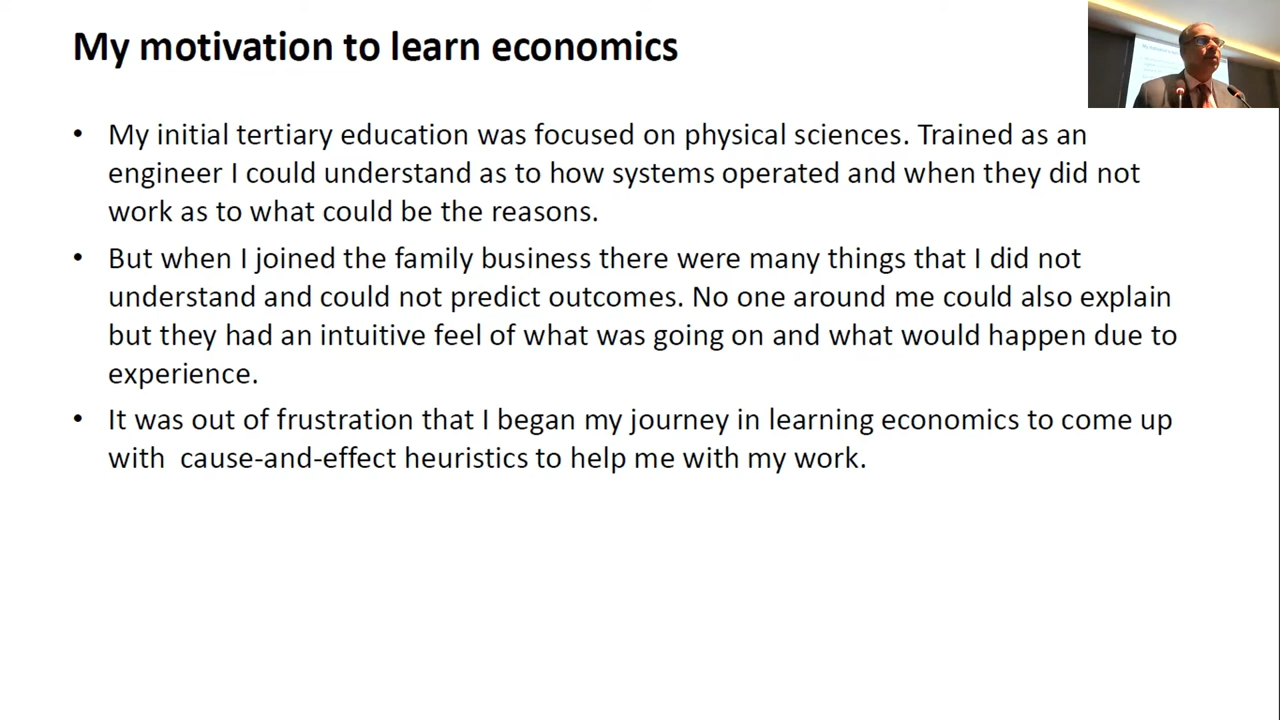 My motivation to learn economics
• My initial tertiary education was focused on physical sciences. Trained as an
engineer I could understand as to how systems operated and when they did not
work as to what could be the reasons.
• But when I joined the family business there were many things that I did not
understand and could not predict outcomes. No one around me could also explain
but they had an intuitive feel of what was going on and what would happen due to
experience.
• It was out of frustration that I began my journey in learning economics to come up
with  cause-and-effect heuristics to help me with my work.